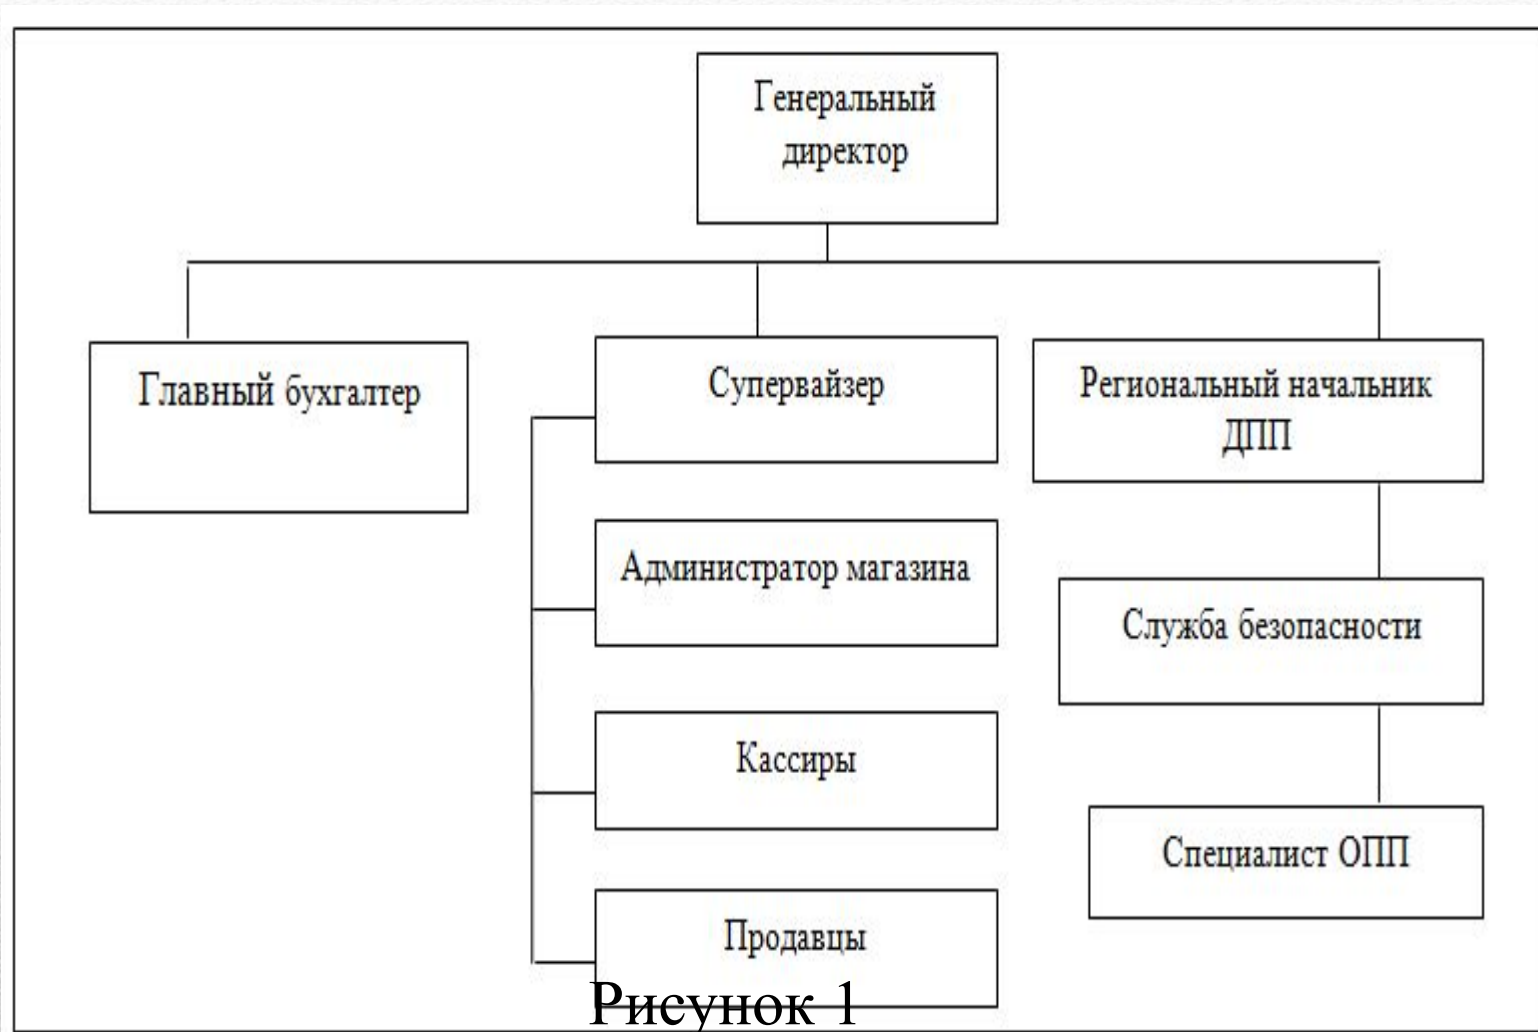 Генеральный
директор
Главный бухгалтер
Супервайзер
Региональный начальник
ДПП
Администратор магазина
Служба безопасности
Кассиры
Специалист ОПП
Продавцы
Рисунок 1